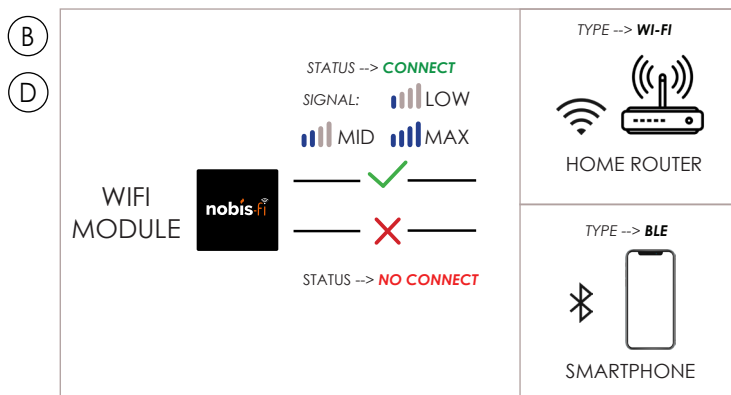 B
D
STATUS --> CONNECT
SIGNAL: LOW
MID MAX
WIFI
MODULE
nobis-fi
STATUS --> NO CONNECT
TYPE --> WI-FI
HOME ROUTER
TYPE --> BLE
SMARTPHONE